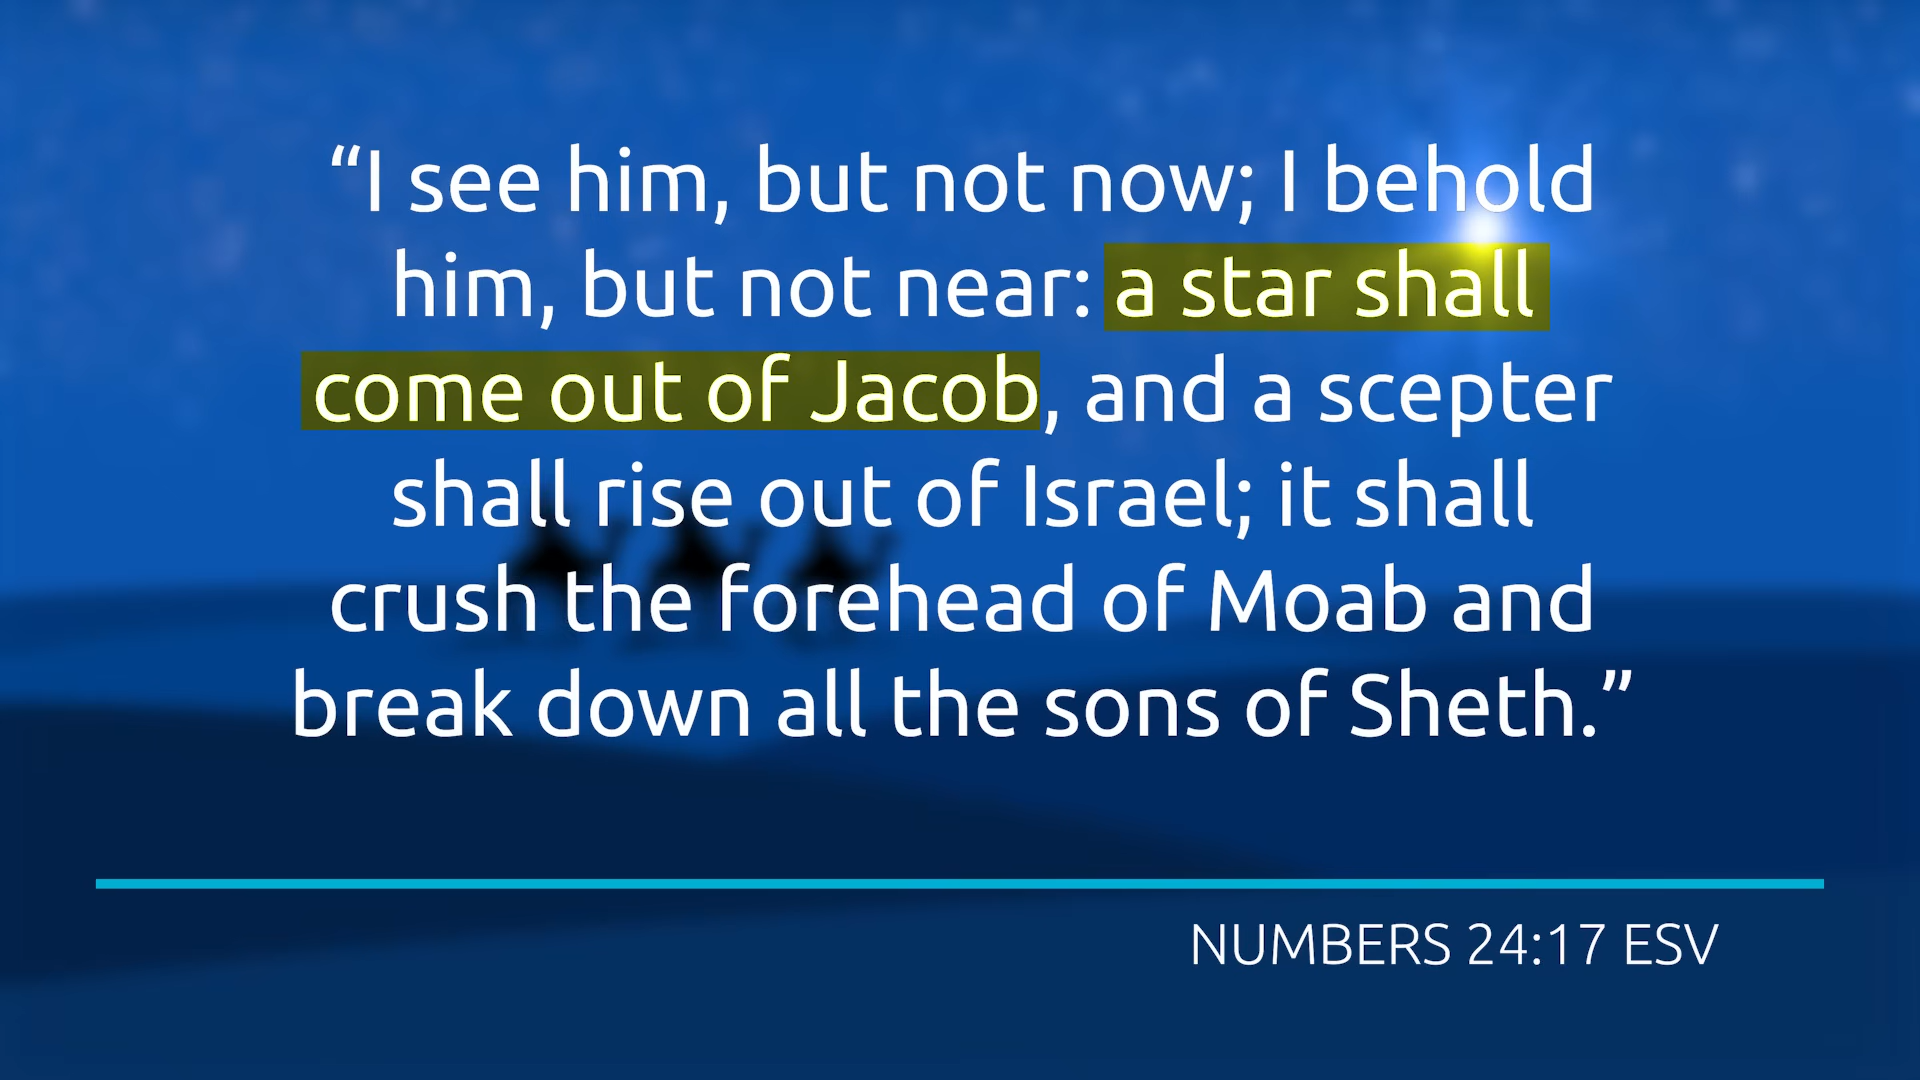 “I see him, but not now; I behold
him, but not near: a star shall
come out of Jacob, and a scepter
shall rise out of Israel; it shall
crush the forehead of Moab and
break down all the sons of Sheth.”
NUMBERS 24:17 ESV